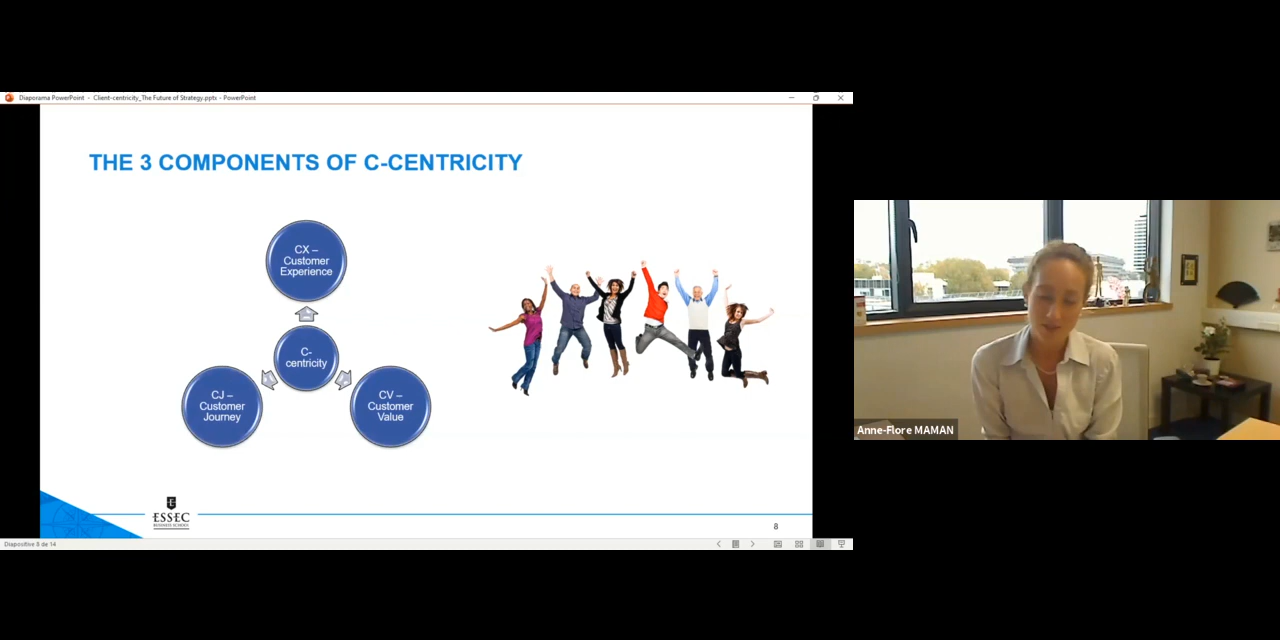 Diaporama PowerPoint - Client-centricity_The Future of Strategy.pptx - PowerPoint
THE 3 COMPONENTS OF C-CENTRICITY
CX –
Customer
Experience
C-
centricity
CJ –
Customer
Journey
CV –
Customer
Value
ESSEC
BUSINESS SCHOOL
8
Diapositive 8 de 14
Anne-Flore MAMAN